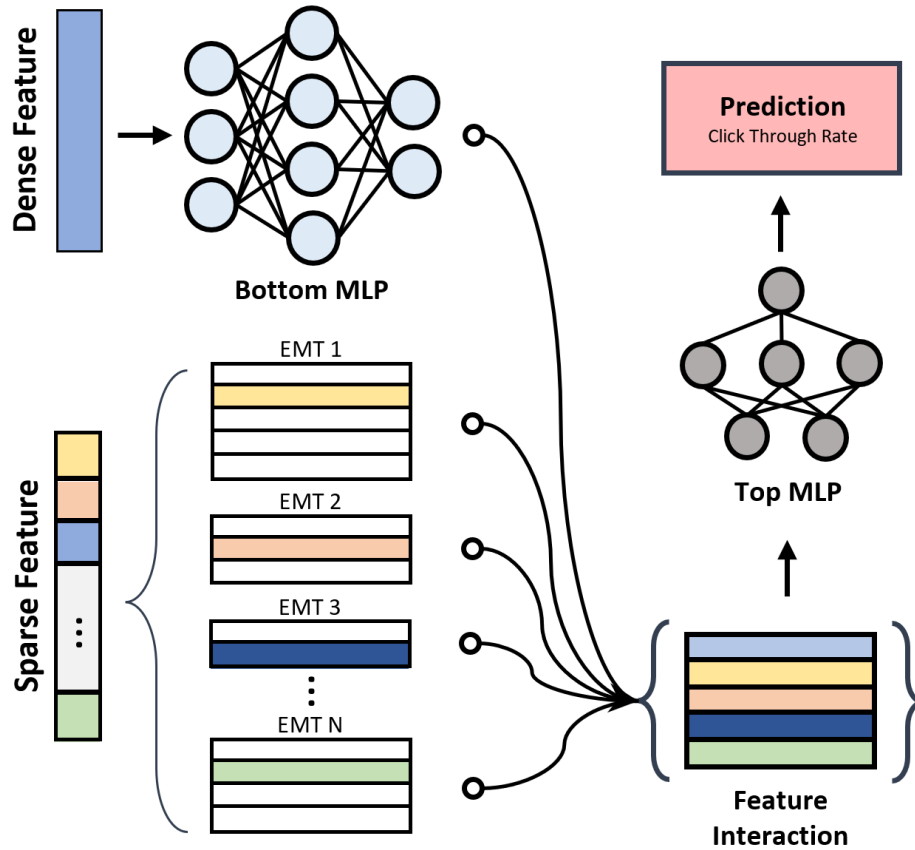 Dense Feature
Bottom MLP
Prediction
Click Through Rate
Top MLP
Sparse Feature
...
EMT 1
EMT 2
EMT 3
...
EMT N
Feature
Interaction